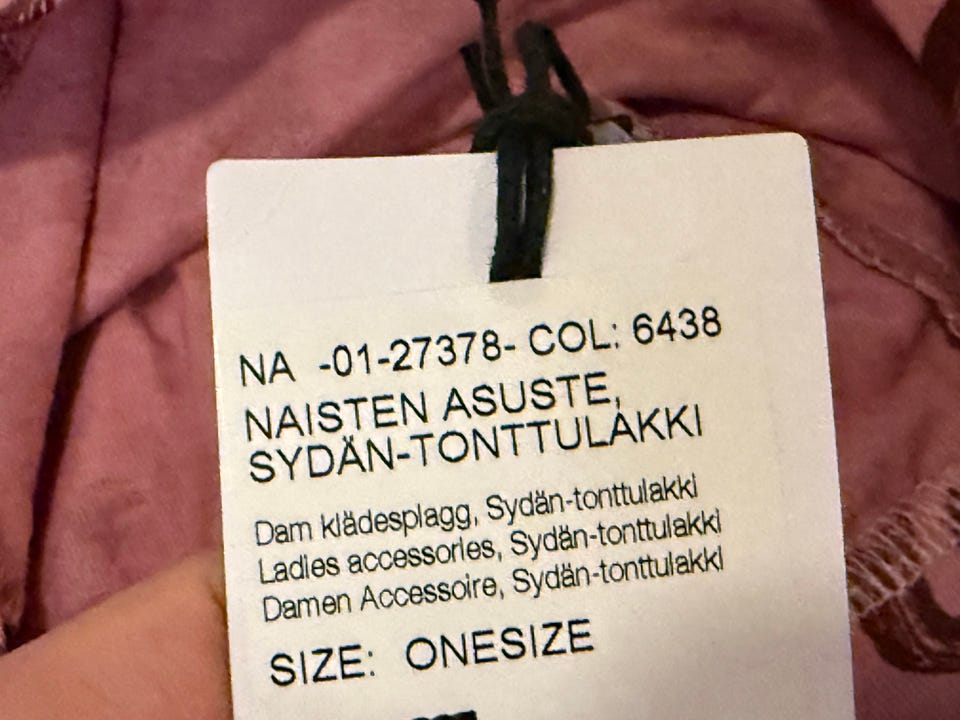 NA -01-27378- COL: 6438
NAISTEN ASUSTE,
SYDÄN-TONTTULAKKI
Dam klädesplagg, Sydän-tonttulakki
Ladies accessories, Sydän-tonttulakki
Damen Accessoire, Sydän-tonttulakki
SIZE: ONESIZE